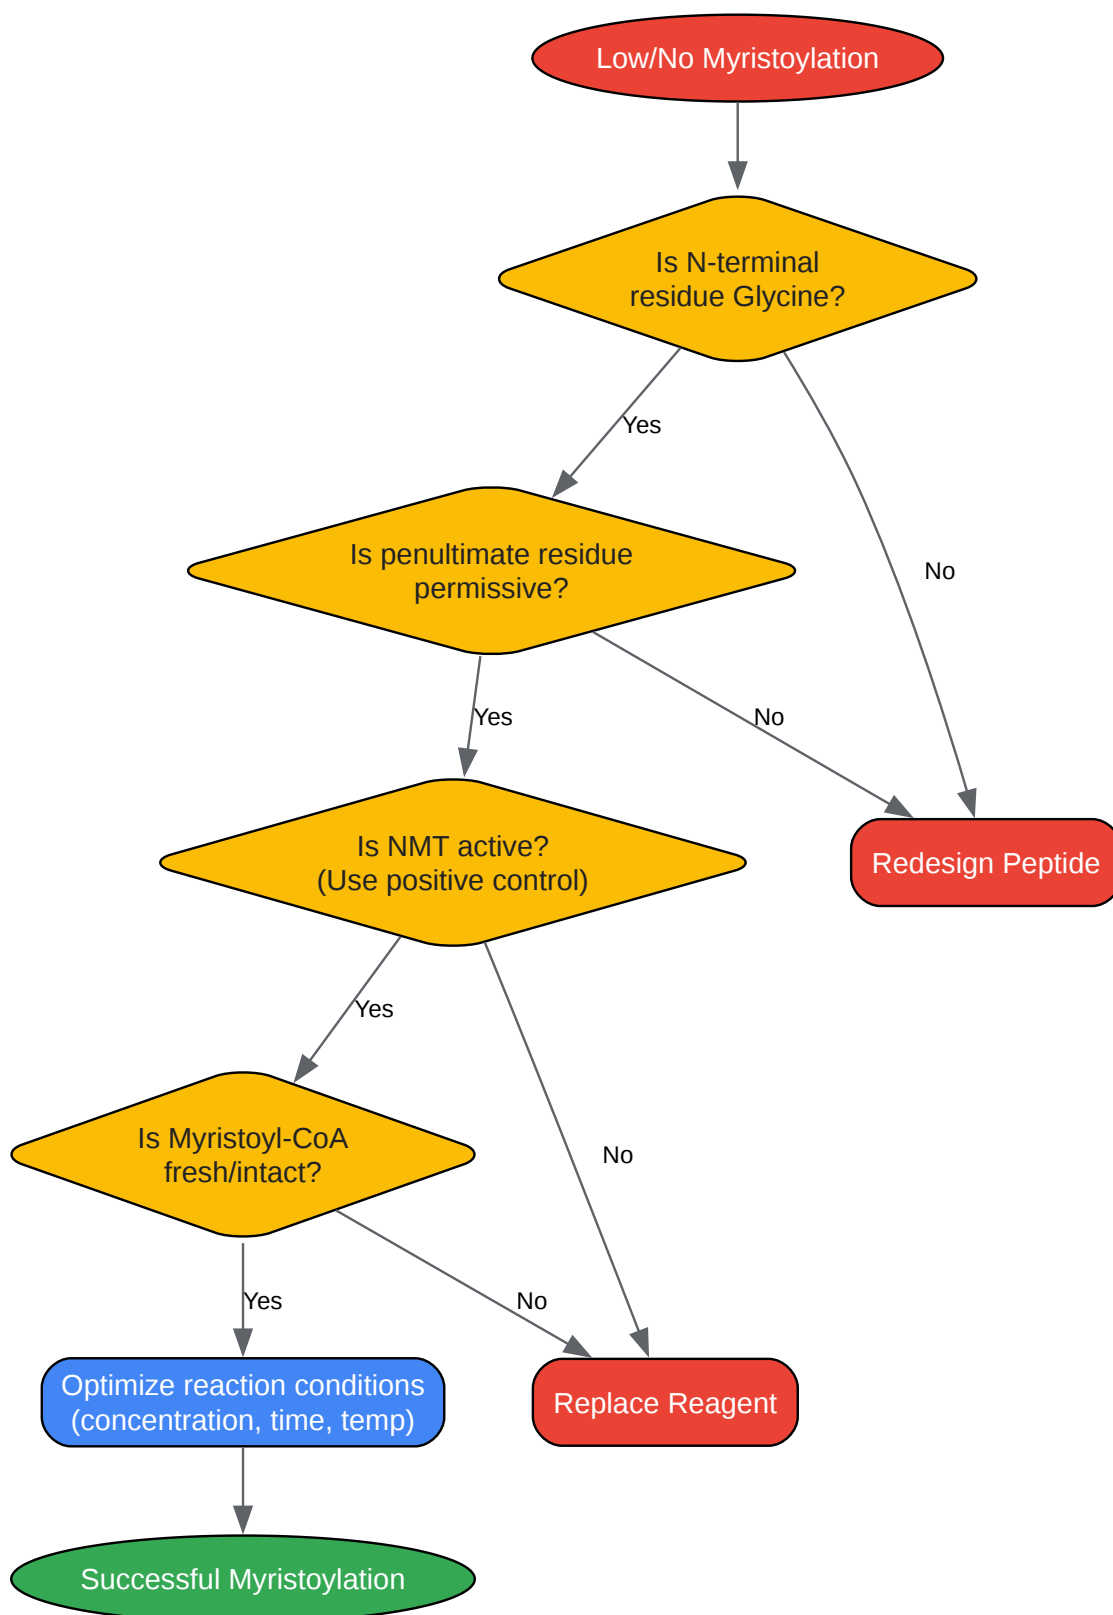 Low/No Myristoylation
Is N-terminal
residue Glycine?
Yes
No
Is penultimate residue
permissive?
Yes
No
Is NMT active?
(Use positive control)
Redesign Peptide
Yes
No
Is Myristoyl-CoA
fresh/intact?
Yes
No
Optimize reaction conditions
(concentration, time, temp)
Replace Reagent
Successful Myristoylation